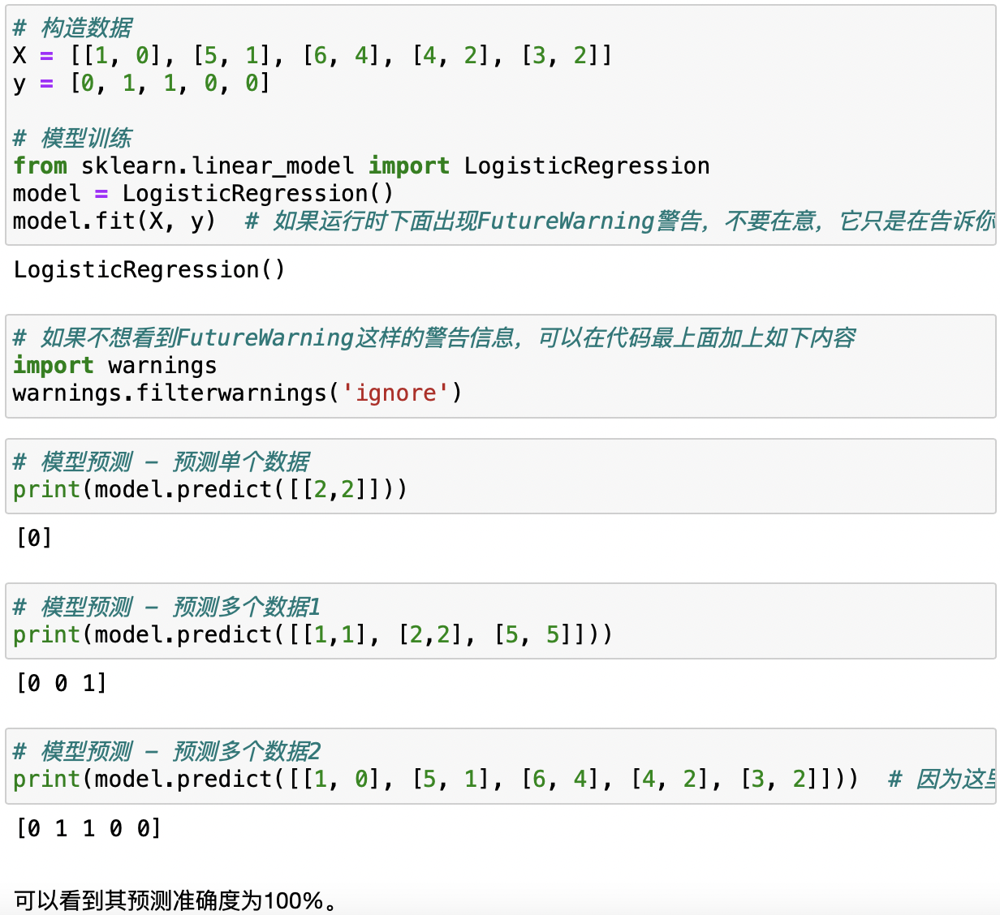 # 构造数据
X = [[1, 0], [5, 1], [6, 4], [4, 2], [3, 2]]
y = [0, 1, 1, 0, 0]
# 模型训练
from sklearn.linear_model import LogisticRegression
model = LogisticRegression()
model.fit(X, y)  # 如果运行时下面出现FutureWarning警告，不要在意，它只是在告诉你
LogisticRegression()
# 如果不想看到FutureWarning这样的警告信息，可以在代码最上面加上如下内容
import warnings
warnings.filterwarnings('ignore')
# 模型预测 - 预测单个数据
print(model.predict([[2,2]]))
[0]
# 模型预测 - 预测多个数据1
print(model.predict([[1,1], [2,2], [5, 5]]))
[0 0 1]
# 模型预测 - 预测多个数据2
print(model.predict([[1, 0], [5, 1], [6, 4], [4, 2], [3, 2]]))  # 因为这里
[0 1 1 0 0]
可以看到其预测准确度为100%。